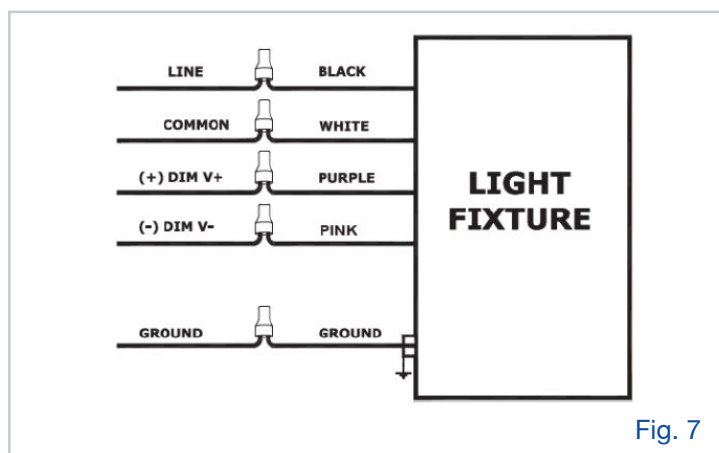 LINE BLACK
COMMON WHITE
(+) DIM V+ PURPLE
(-) DIM V- PINK
LIGHT
FIXTURE
GROUND GROUND
Fig. 7